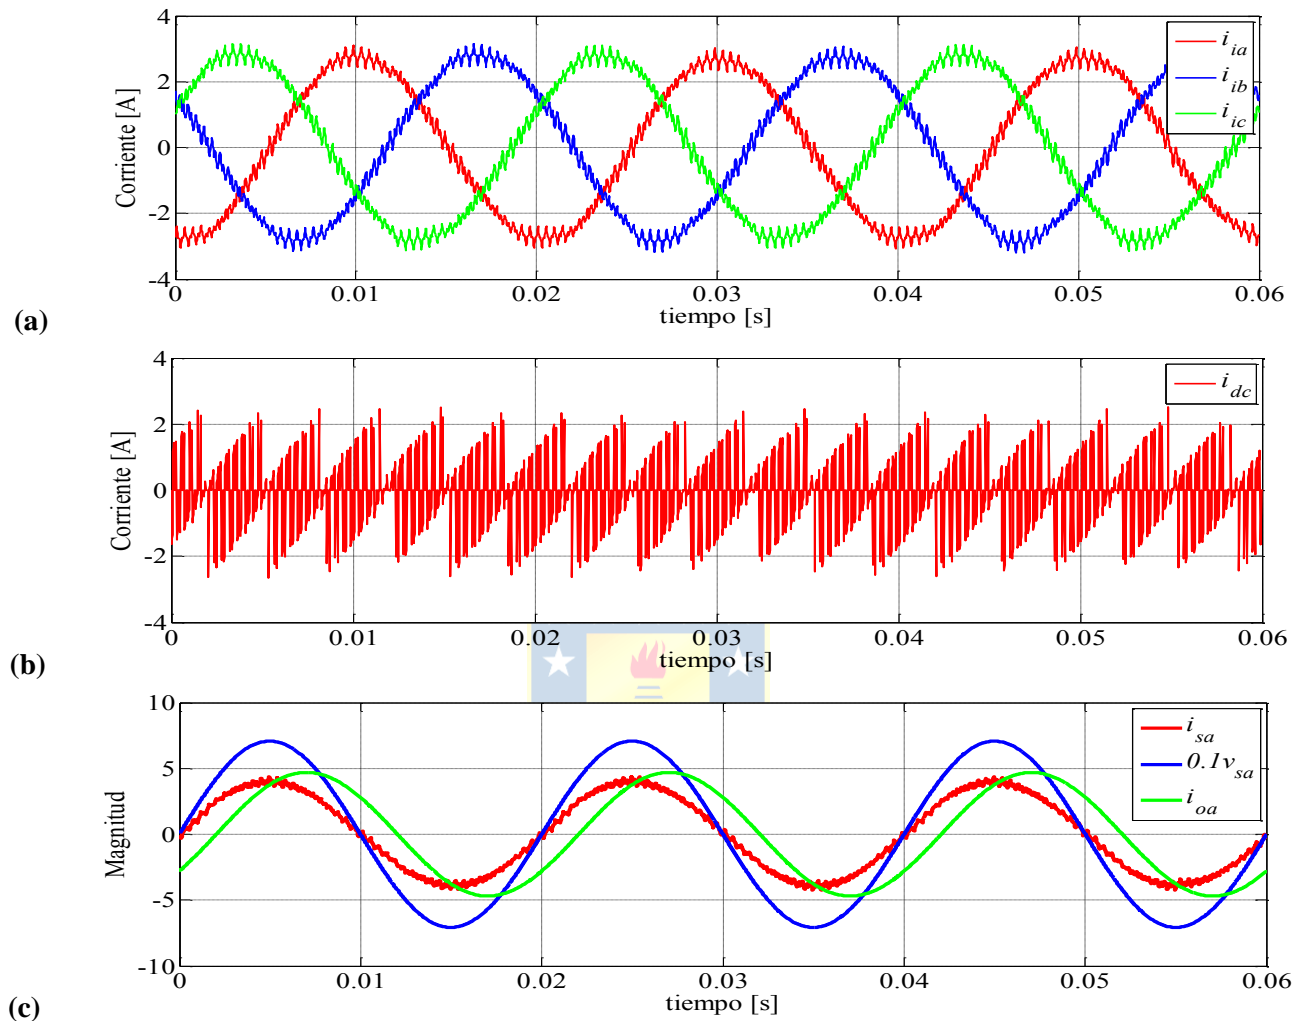 4
2
0
-2
-4
Corriente [A]
i_ia
i_ib
i_ic
0 0.01 0.02 0.03 0.04 0.05 0.06
tiempo [s]
(a)
4
2
0
-2
-4
Corriente [A]
i_dc
0 0.01 0.02 0.03 0.04 0.05 0.06
tiempo [s]
(b)
10
5
0
-5
-10
Magnitud
i_sa
0.1v_sa
i_oa
0 0.01 0.02 0.03 0.04 0.05 0.06
tiempo [s]
(c)